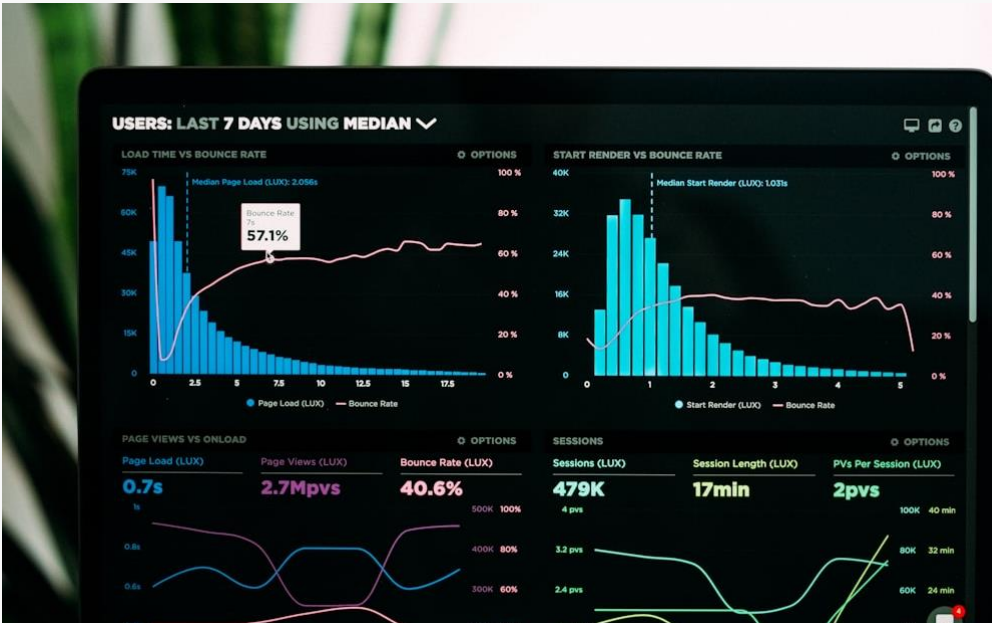 USERS: LAST 7 DAYS USING MEDIAN
LOAD TIME VS BOUNCE RATE
OPTIONS
75K
60K
45K
30K
15K
0
Median Page Load (LUX): 2.056s
Bounce Rate
7s
57.1%
100 %
80 %
60 %
40 %
20 %
0 %
0 2.5 5 7.5 10 12.5 15 17.5
Page Load (LUX) Bounce Rate
START RENDER VS BOUNCE RATE
OPTIONS
40K
32K
24K
16K
8K
0
Median Start Render (LUX): 1.031s
100 %
80 %
60 %
40 %
20 %
0 %
0 1 2 3 4 5
Start Render (LUX) Bounce Rate
PAGE VIEWS VS ONLOAD
OPTIONS
Page Load (LUX) Page Views (LUX) Bounce Rate (LUX)
0.7s 2.7Mpvs 40.6%
1s
0.8s
0.6s
500K 100%
400K 80%
300K 60%
SESSIONS
OPTIONS
Sessions (LUX) Session Length (LUX) PVs Per Session (LUX)
479K 17min 2pvs
4 pvs
3.2 pvs
2.4 pvs
100K 40 min
80K 32 min
60K 24 min
4